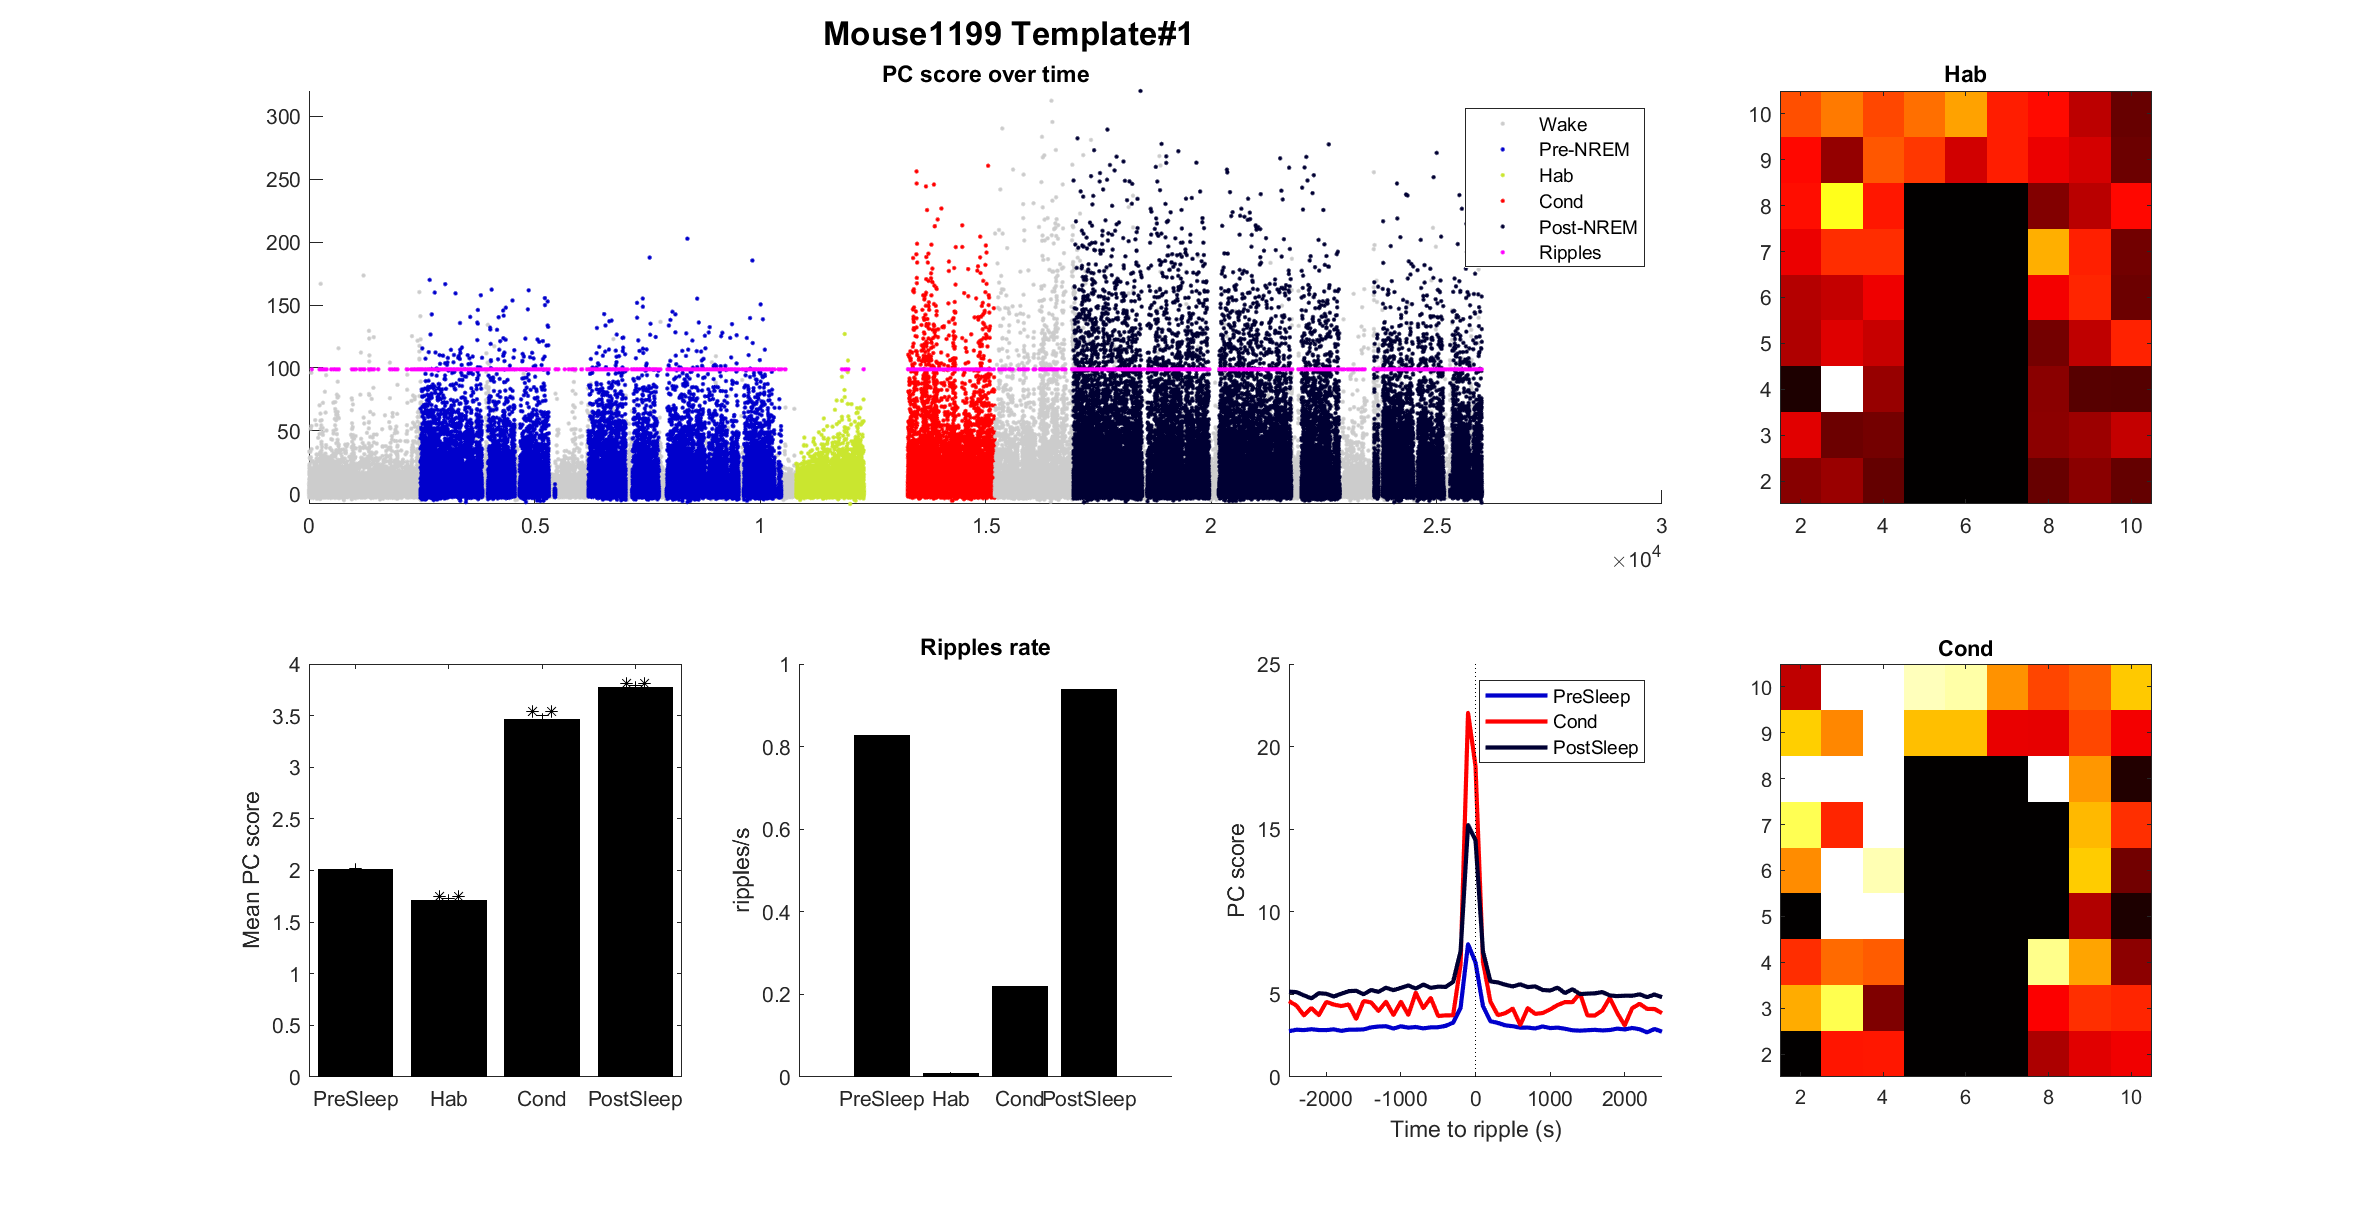 Mouse1199 Template#1
PC score over time
300
250
200
150
100
50
0
0 0.5 1 1.5 2 2.5 3
×10^4
Wake
Pre-NREM
Hab
Cond
Post-NREM
Ripples
Hab
10
9
8
7
6
5
4
3
2
2 4 6 8 10
Mean PC score
4
3.5
3
2.5
2
1.5
1
0.5
0
PreSleep Hab Cond PostSleep
Ripples rate
ripples/s
1
0.8
0.6
0.4
0.2
0
PreSleep Hab Cond PostSleep
PC score
25
20
15
10
5
0
-2000 -1000 0 1000 2000
Time to ripple (s)
PreSleep
Cond
PostSleep
Cond
10
9
8
7
6
5
4
3
2
2 4 6 8 10